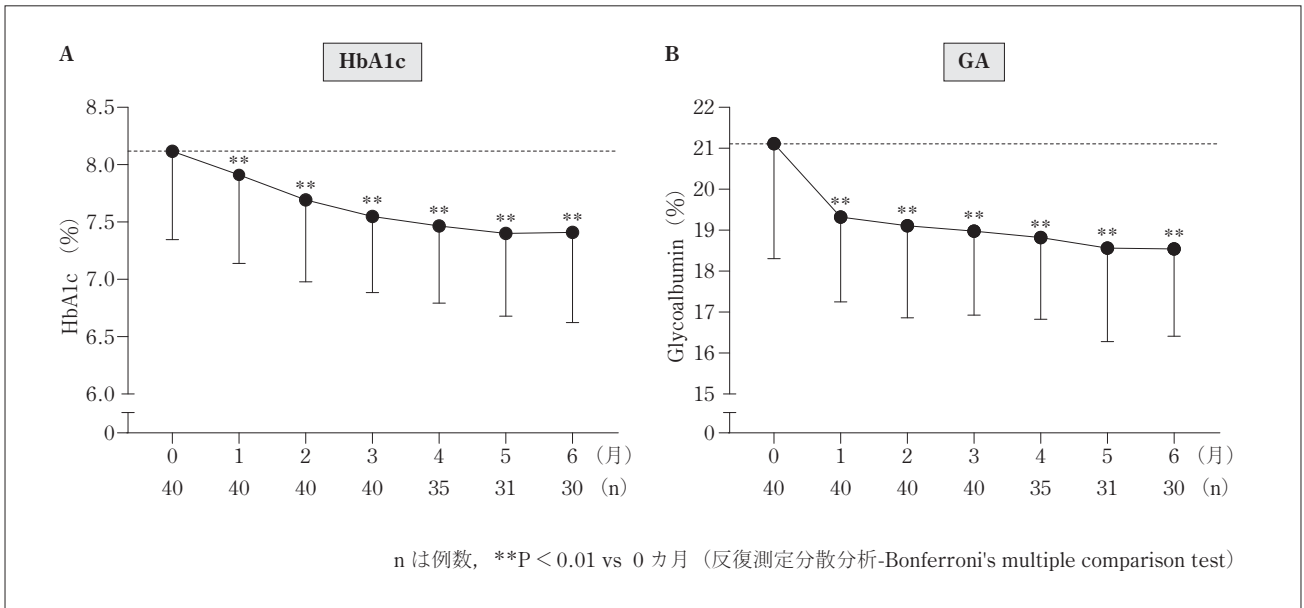 A
HbA1c
HbA1c (%)
8.5
8.0
7.5
7.0
6.5
6.0
0
** ** ** ** ** **
0 1 2 3 4 5 6 (月)
40 40 40 40 35 31 30 (n)
B
GA
Glycoalbumin (%)
22
21
20
19
18
17
16
15
0
** ** ** ** ** **
0 1 2 3 4 5 6 (月)
40 40 40 40 35 31 30 (n)
n は例数, **P < 0.01 vs 0 カ月 (反復測定分散分析-Bonferroni's multiple comparison test)